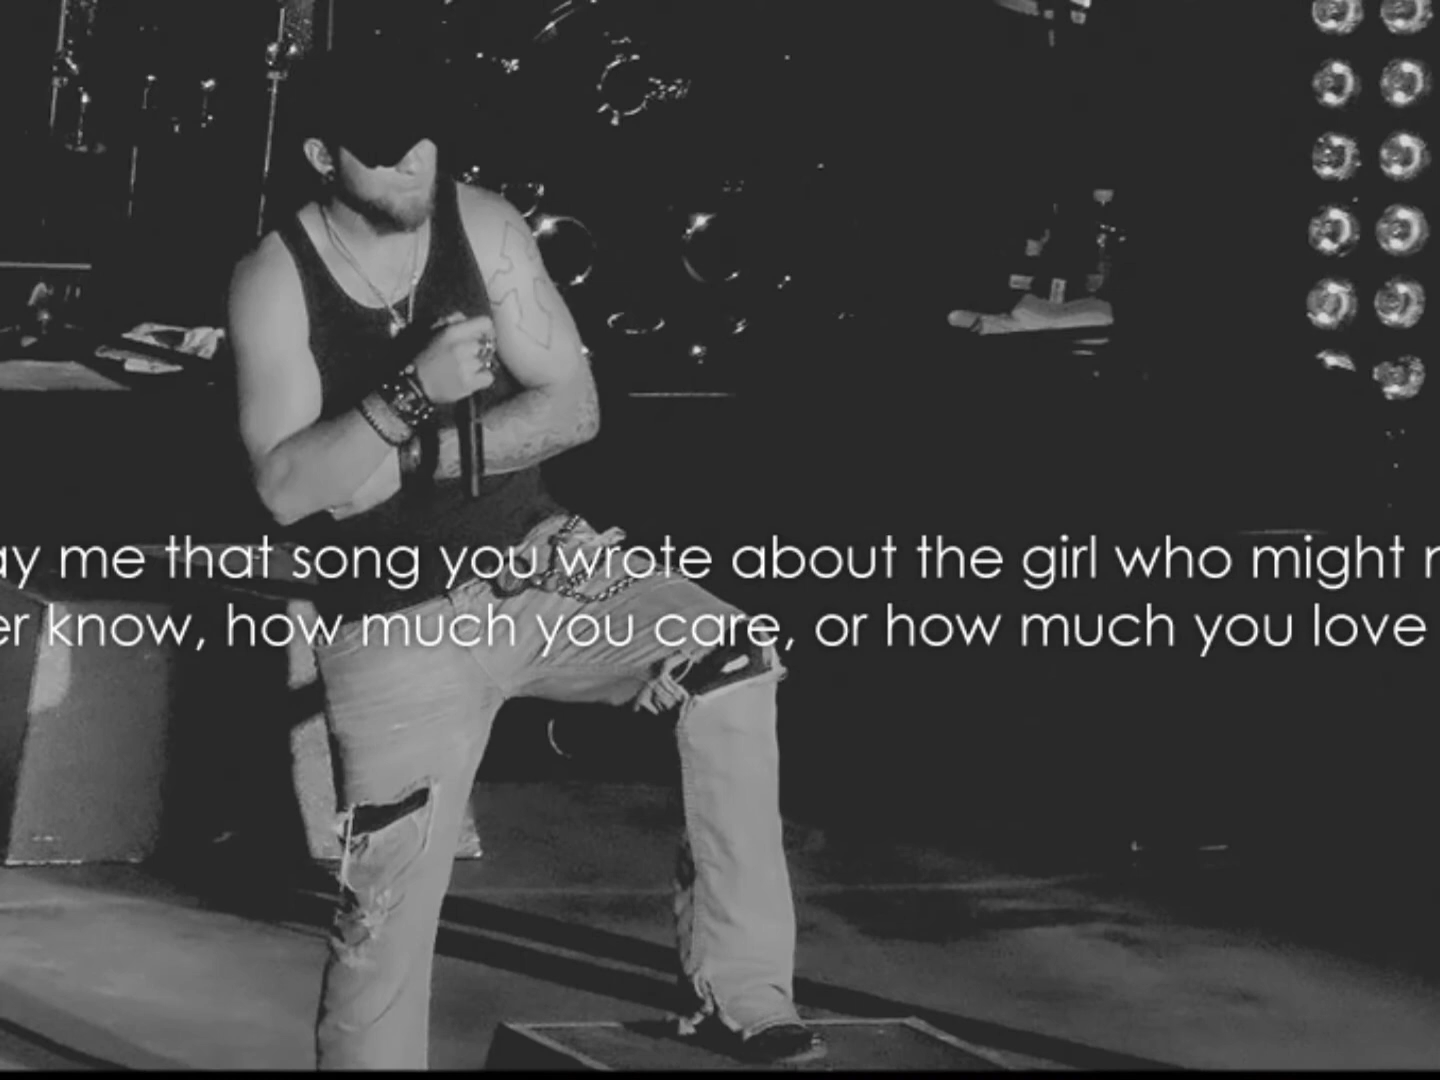 ay me that song you wrote about the girl who might n
er know, how much you care, or how much you love